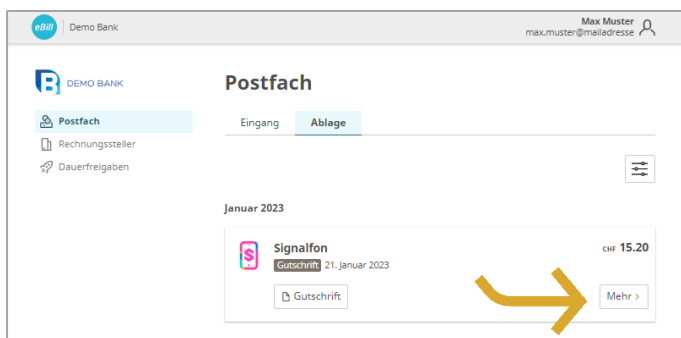 eBill Demo Bank
Max Muster
max.muster@mailadresse
DEMO BANK
Postfach
Rechnungssteller
Dauerfreigaben
Postfach
Eingang Ablage
Januar 2023
Signalfon CHF 15.20
Gutschrift 21. Januar 2023
Gutschrift Mehr >